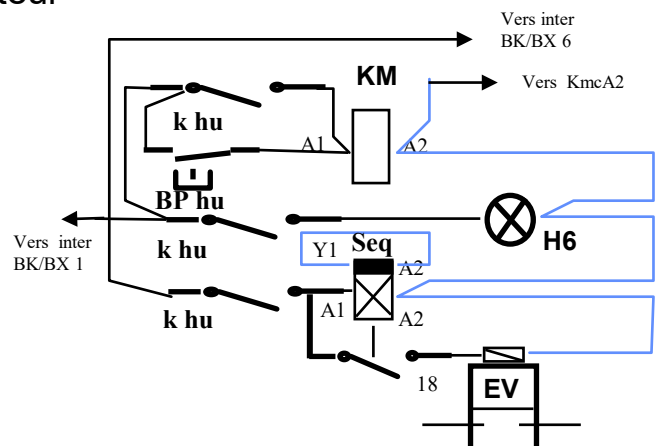 Vers inter
BK/BX 6
KM
Vers KmcA2
k hu
A1
A2
BP hu
Vers inter
BK/BX 1
k hu
H6
Y1
Seq
A2
k hu
A1
A2
18
EV